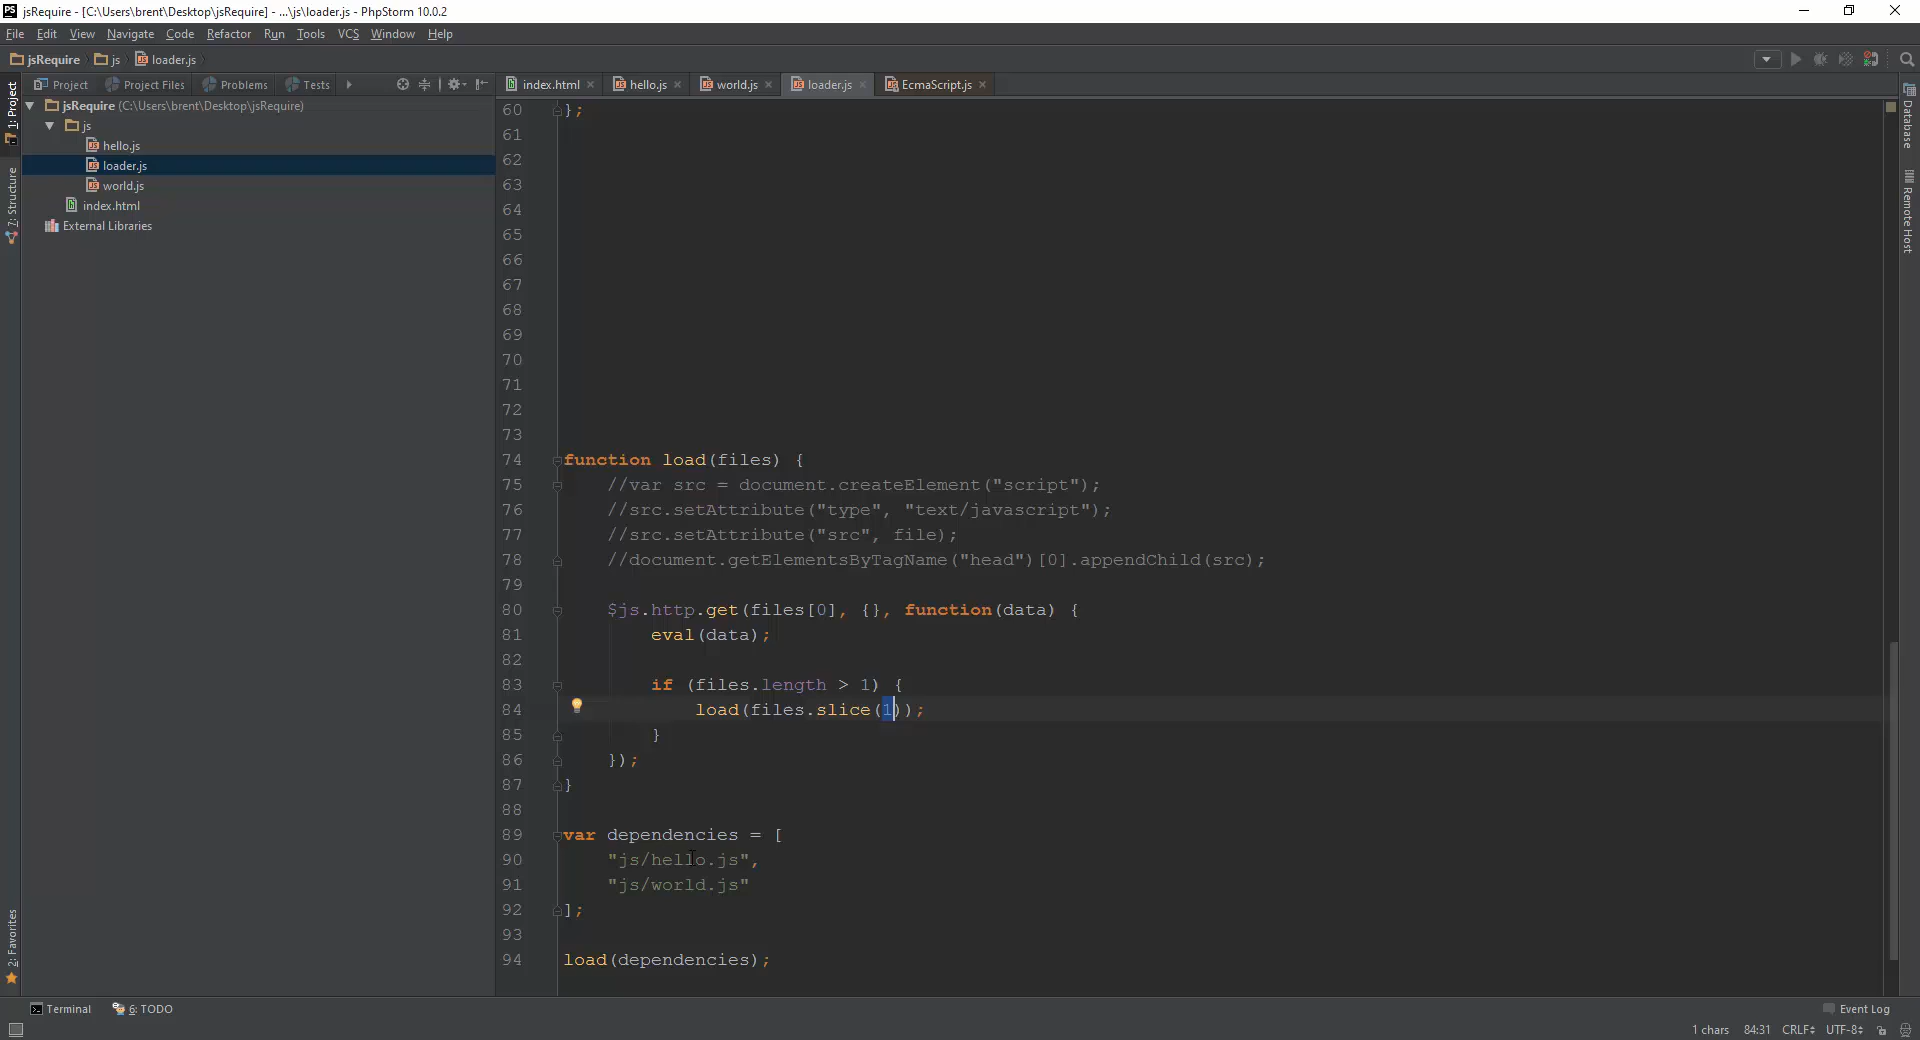 PS jsRequire - [C:\Users\brent\Desktop\jsRequire] - ...\js\loader.js - PhpStorm 10.0.2
File Edit View Navigate Code Refactor Run Tools VCS Window Help
jsRequire js loader.js
Project Project Files Problems Tests
index.html hello.js world.js loader.js EcmaScript.js
1: Project
7: Structure
2: Favorites
jsRequire (C:\Users\brent\Desktop\jsRequire)
js
hello.js
loader.js
world.js
index.html
External Libraries
60 };
61
62
63
64
65
66
67
68
69
70
71
72
73
74 function load(files) {
75 //var src = document.createElement("script");
76 //src.setAttribute("type", "text/javascript");
77 //src.setAttribute("src", file);
78 //document.getElementsByTagName("head")[0].appendChild(src);
79
80 $js.http.get(files[0], {}, function(data) {
81 eval(data);
82
83 if (files.length > 1) {
84 load(files.slice(1));
85 }
86 });
87 }
88
89 var dependencies = [
90 "js/hello.js",
91 "js/world.js"
92 ];
93
94 load(dependencies);
Database
Remote Host
Terminal 6: TODO Event Log
1 chars 84:31 CRLF UTF-8